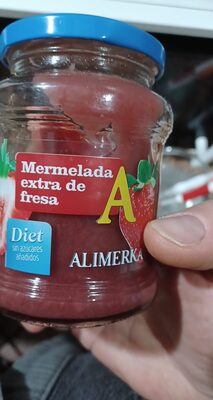 Mermelada
extra de
fresa
A
Diet
sin azúcares
añadidos
ALIMERKA